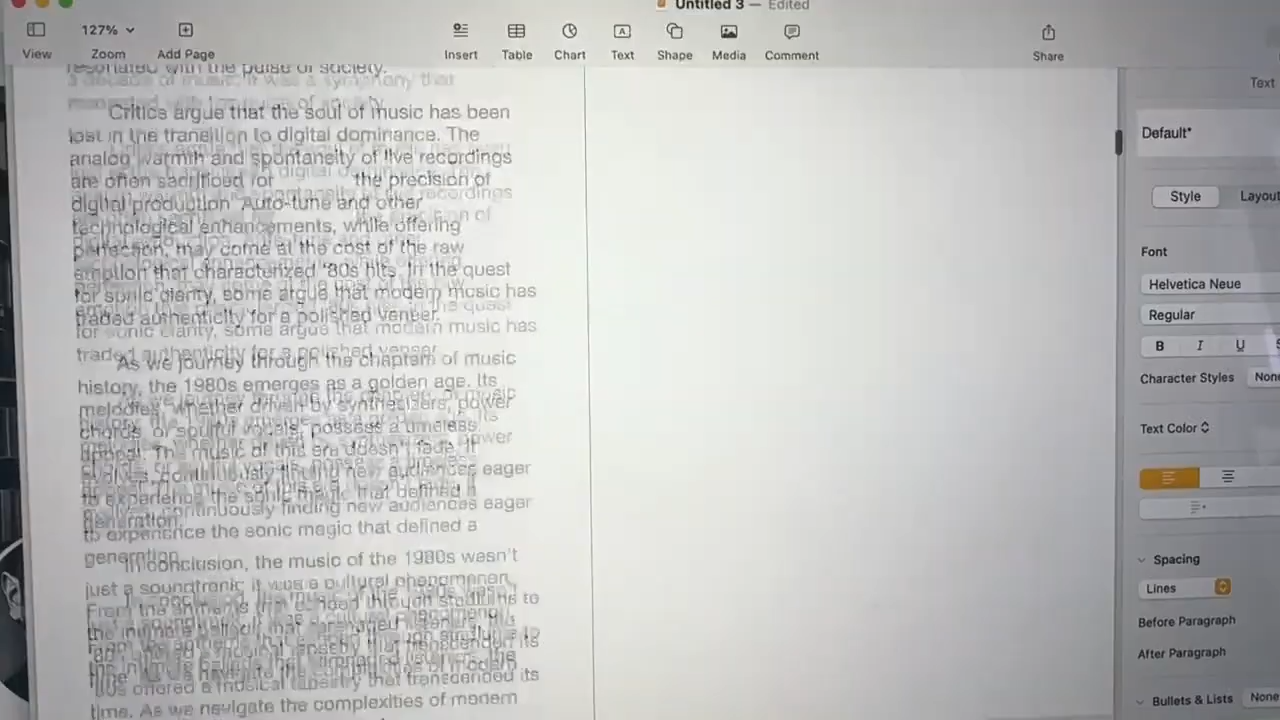 Untitled 3 — Edited
127%
View
Zoom
Add Page
Insert
Table
Chart
Text
Shape
Media
Comment
Share
Text
resonated with the pulse of society.
Critics argue that the soul of music has been
lost in the transition to digital dominance. The
analog warmth and spontaneity of live recordings
are often sacrificed for the precision of
digital production. Auto-tune and other
technological enhancements, while offering
perfection, may come at the cost of the raw
emotion that characterized '80s hits. In the quest
for sonic clarity, some argue that modern music has
traded authenticity for a polished veneer.
As we journey through the chapters of music
history, the 1980s emerges as a golden age. Its
melodies, whether driven by synthesizers, power
chords, or soulful vocals, possess a timeless
The music of this era doesn't fade. It
continuously finding new audiences eager
to experience the sonic magic that defined a
generation.
In conclusion, the music of the 1980s wasn't
just a it was a cultural phenomenon.
to
the
offered a musical tapestry that transcended its
time. As we navigate the complexities of modern
Default*
Style
Layou
Font
Helvetica Neue
Regular
B I U S
Character Styles
None
Text Color
Spacing
Lines
Before Paragraph
After Paragraph
Bullets & Lists
None